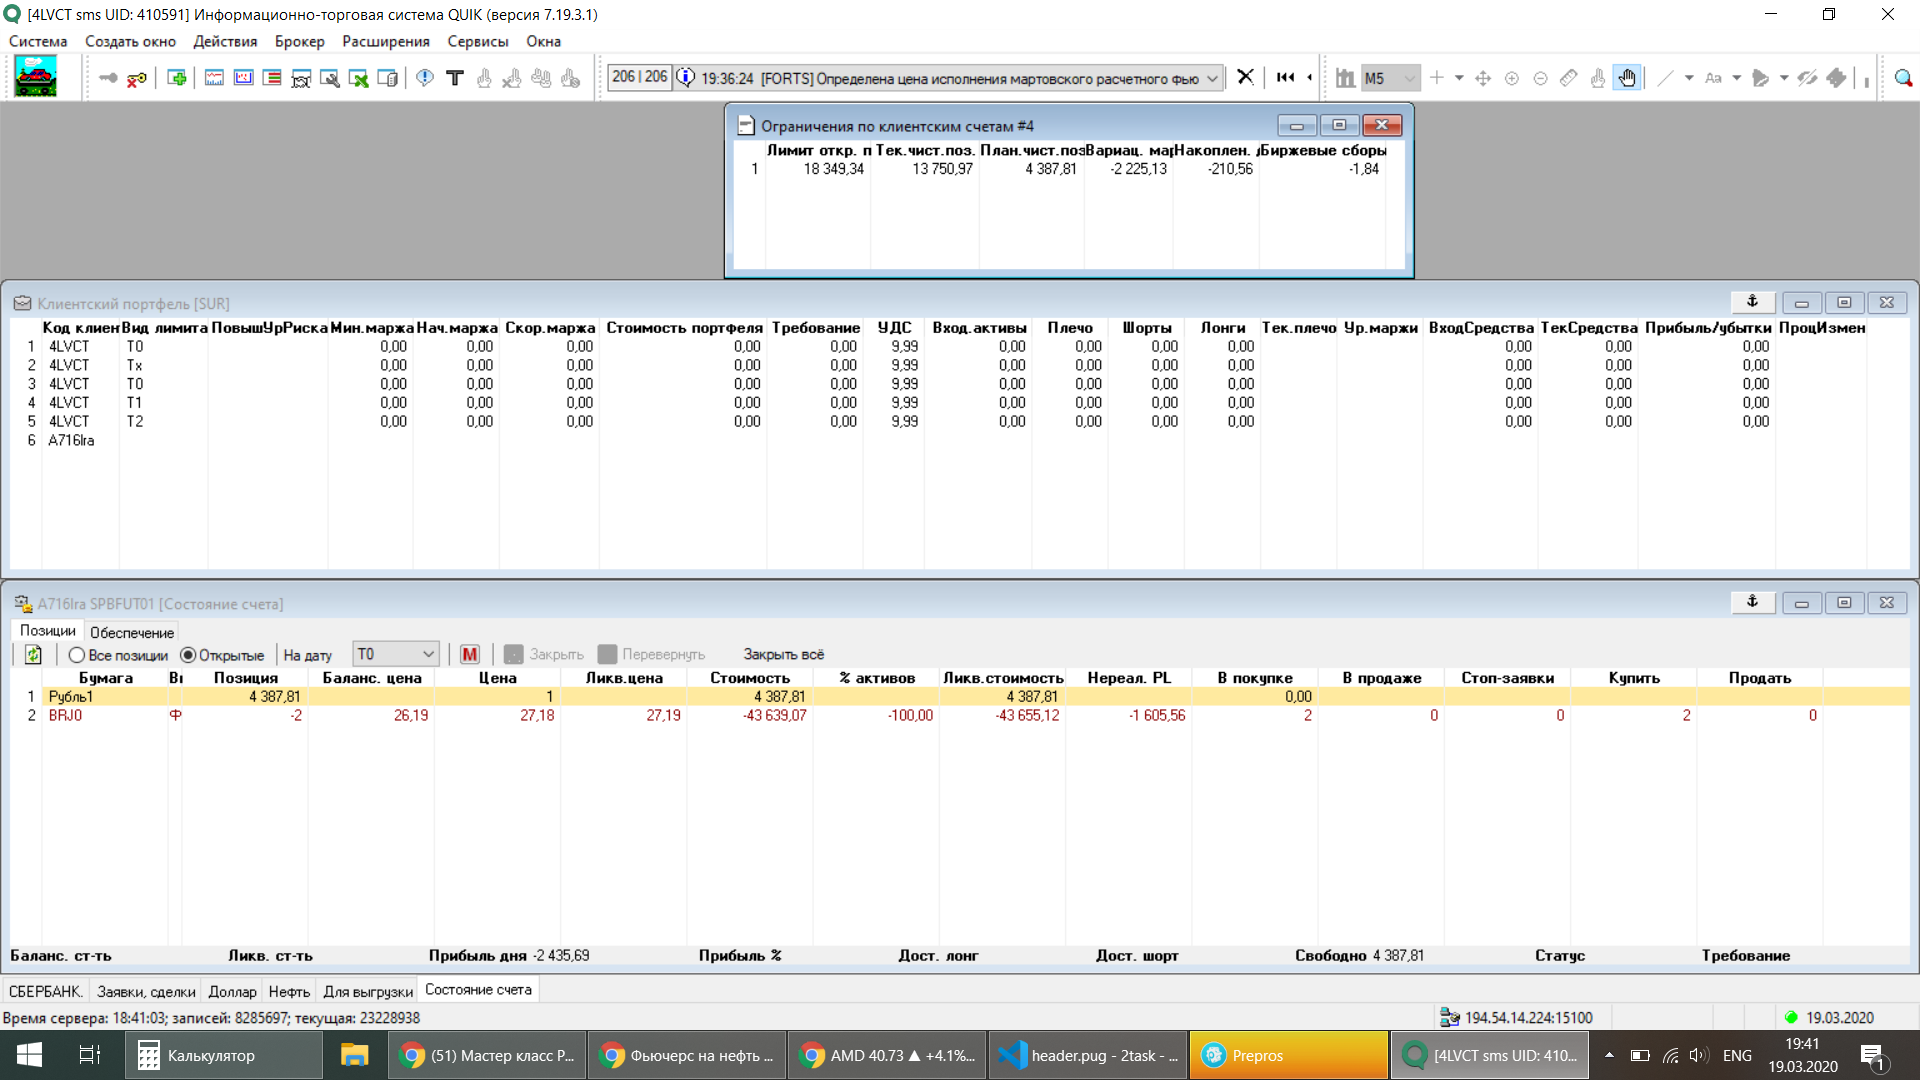 [4LVCT sms UID: 410591] Информационно-торговая система QUIK (версия 7.19.3.1)
Система Создать окно Действия Брокер Расширения Сервисы Окна
206 | 206 19:36:24 [FORTS] Определена цена исполнения мартовского расчетного фью M5 Aa
Ограничения по клиентским счетам #4
Лимит откр. п Тек.чист.поз. План.чист.поз Вариац. мар Накоплен. Биржевые сборы
1 18 349,34 13 750,97 4 387,81 -2 225,13 -210,56 -1,84
Клиентский портфель [SUR]
Код клиен Вид лимита ПовышУрРиска Мин.маржа Нач.маржа Скор.маржа Стоимость портфеля Требование УДС Вход.активы Плечо Шорты Лонги Тек.плечо Ур.маржи ВходСредства ТекСредства Прибыль/убытки ПроцИзмен
1 4LVCT T0 0,00 0,00 0,00 0,00 0,00 9,99 0,00 0,00 0,00 0,00 0,00 0,00 0,00
2 4LVCT Tx 0,00 0,00 0,00 0,00 0,00 9,99 0,00 0,00 0,00 0,00 0,00 0,00 0,00
3 4LVCT T0 0,00 0,00 0,00 0,00 0,00 9,99 0,00 0,00 0,00 0,00 0,00 0,00 0,00
4 4LVCT T1 0,00 0,00 0,00 0,00 0,00 9,99 0,00 0,00 0,00 0,00 0,00 0,00 0,00
5 4LVCT T2 0,00 0,00 0,00 0,00 0,00 9,99 0,00 0,00 0,00 0,00 0,00 0,00 0,00
6 A716Ira
A716Ira SPBFUT01 [Состояние счета]
Позиции Обеспечение
Все позиции Открытые На дату T0 M Закрыть Перевернуть Закрыть всё
Бумага Ви Позиция Баланс. цена Цена Ликв.цена Стоимость % активов Ликв.стоимость Нереал. PL В покупке В продаже Стоп-заявки Купить Продать
1 Рубль1 4 387,81 1 4 387,81 4 387,81 0,00
2 BRJ0 Ф -2 26,19 27,18 27,19 -43 639,07 -100,00 -43 655,12 -1 605,56 2 0 0 2 0
Баланс. ст-ть Ликв. ст-ть Прибыль дня -2 435,69 Прибыль % Дост. лонг Дост. шорт Свободно 4 387,81 Статус Требование
СБЕРБАНК. Заявки, сделки Доллар Нефть Для выгрузки Состояние счета
Время сервера: 18:41:03; записей: 8285697; текущая: 23228938 194.54.14.224:15100 19.03.2020
Калькулятор (51) Мастер класс Р... Фьючерс на нефть ... AMD 40.73 ▲ +4.1%... header.pug - 2task - ... Prepros [4LVCT sms UID: 410... ENG 19:41
19.03.2020 1